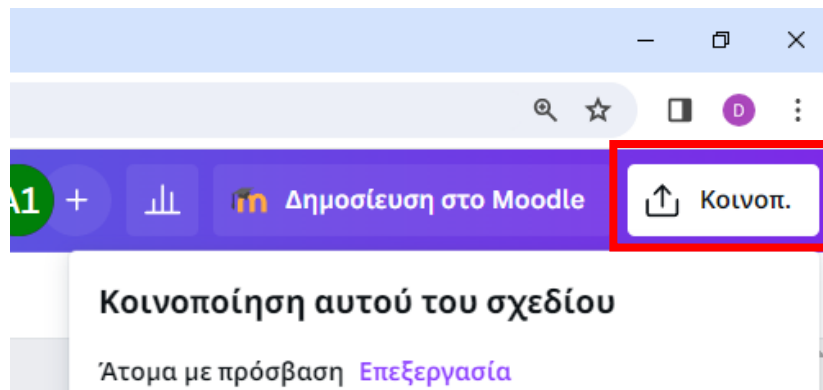 D
A1 + Δημοσίευση στο Moodle Κοινοπ.
Κοινοποίηση αυτού του σχεδίου
Άτομα με πρόσβαση Επεξεργασία